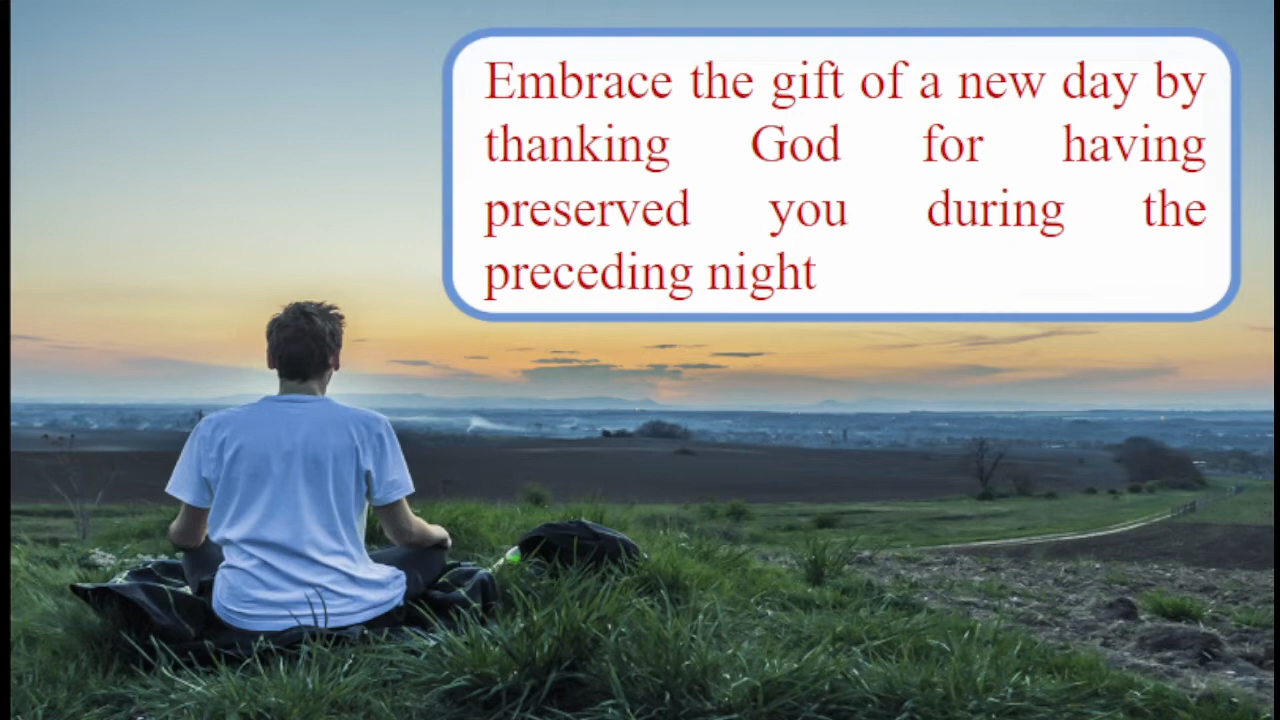 Embrace the gift of a new day by
thanking God for having
preserved you during the
preceding night